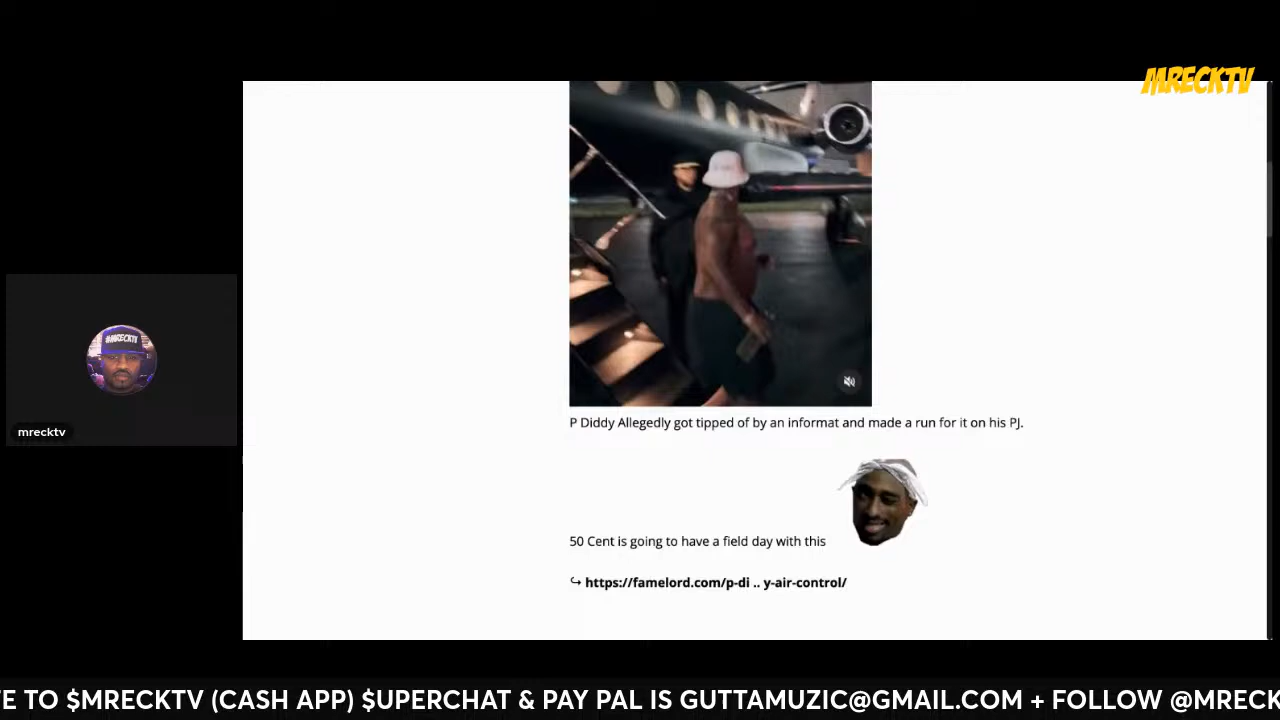 MRECKTV
P Diddy Allegedly got tipped of by an informat and made a run for it on his PJ.
#MRECKTV
mrecktv
50 Cent is going to have a field day with this
↪ https://famelord.com/p-di .. y-air-control/
E TO $MRECKTV (CASH APP) $UPERCHAT & PAY PAL IS GUTTAMUZIC@GMAIL.COM + FOLLOW @MRECK